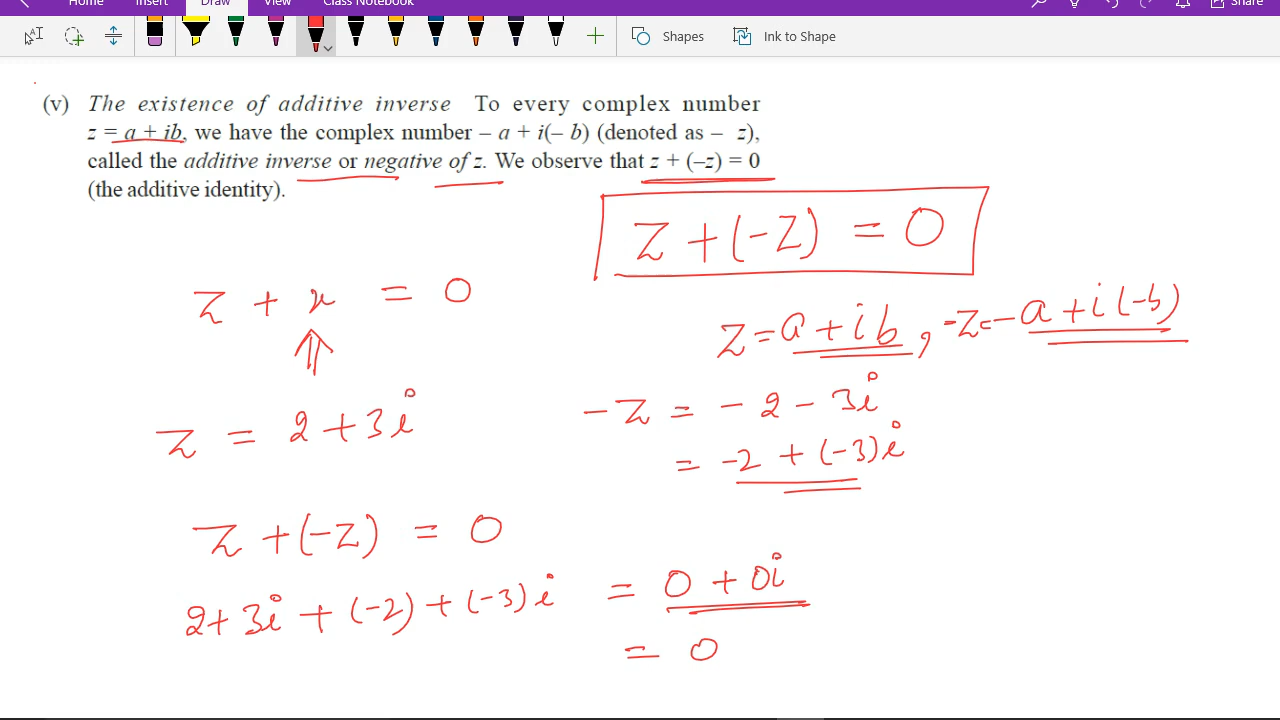 Home Insert Draw View Class Notebook Share
Shapes Ink to Shape
(v) The existence of additive inverse To every complex number
z = a + ib, we have the complex number – a + i(– b) (denoted as – z),
called the additive inverse or negative of z. We observe that z + (–z) = 0
(the additive identity).
z + (-z) = 0
z + x = 0
z = a + ib, -z = -a + i(-b)
z = 2 + 3i
-z = -2 - 3i
= -2 + (-3)i
z + (-z) = 0
2 + 3i + (-2) + (-3)i = 0 + 0i
= 0